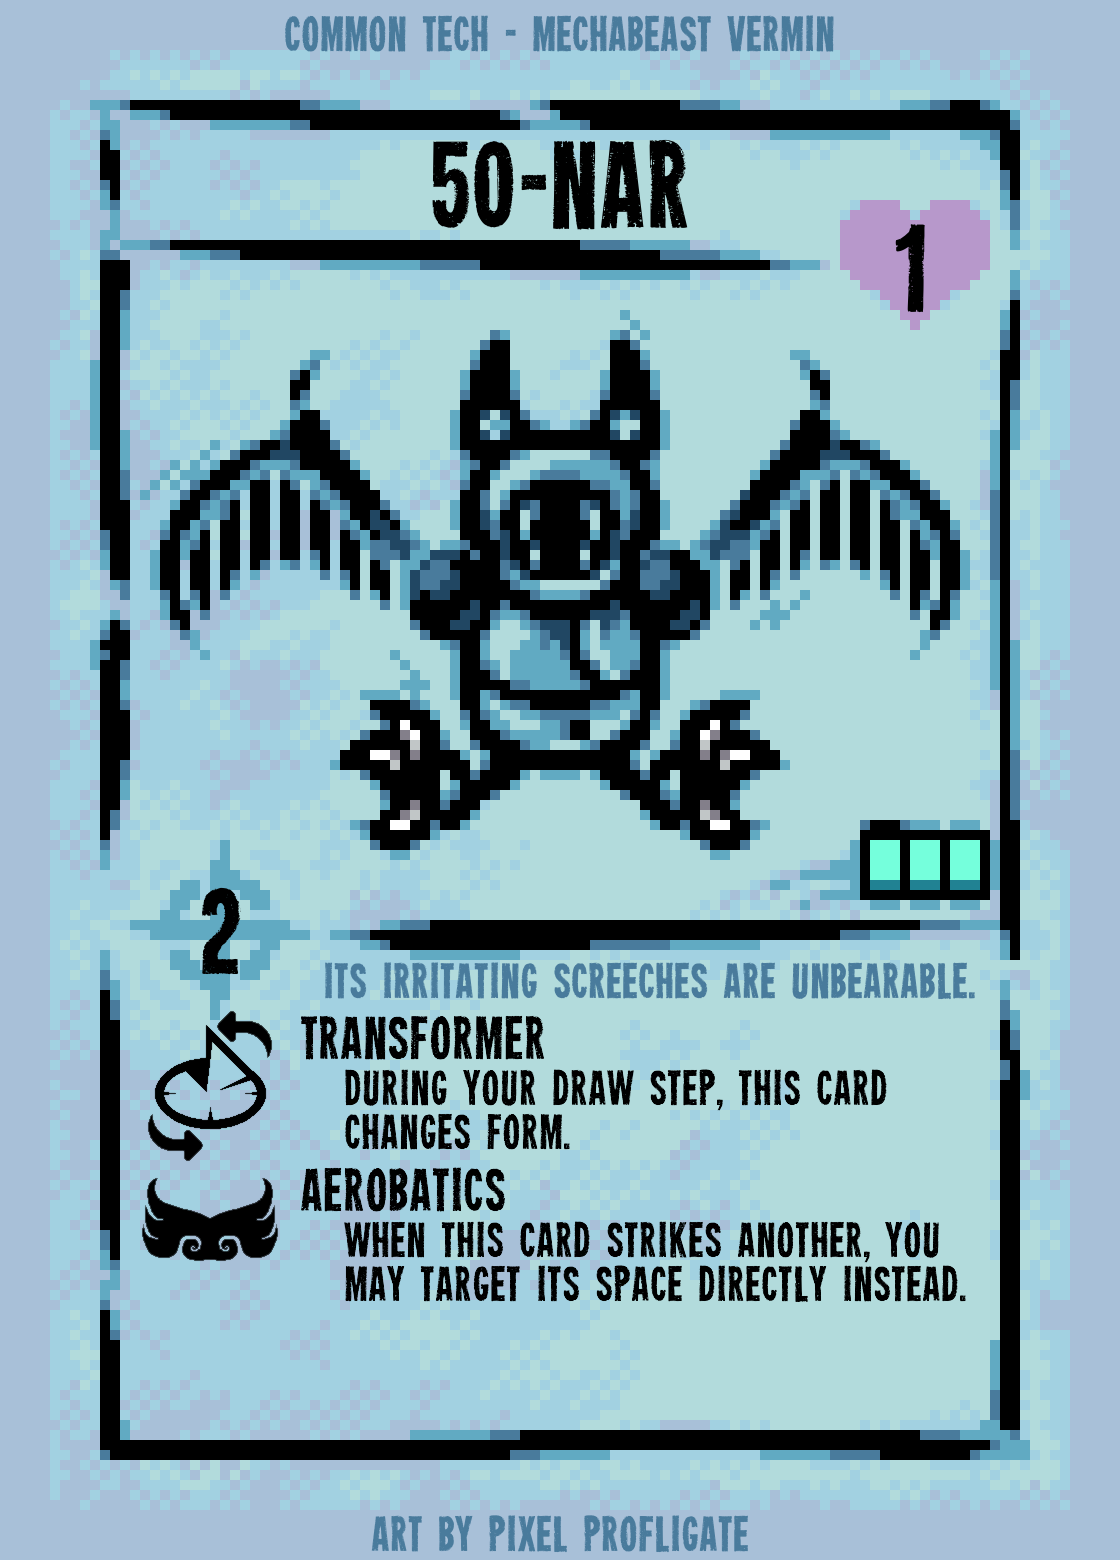 COMMON TECH - MECHABEAST VERMIN
50-NAR
1
2
ITS IRRITATING SCREECHES ARE UNBEARABLE.
TRANSFORMER
DURING YOUR DRAW STEP, THIS CARD
CHANGES FORM.
AEROBATICS
WHEN THIS CARD STRIKES ANOTHER, YOU
MAY TARGET ITS SPACE DIRECTLY INSTEAD.
ART BY PIXEL PROFLIGATE